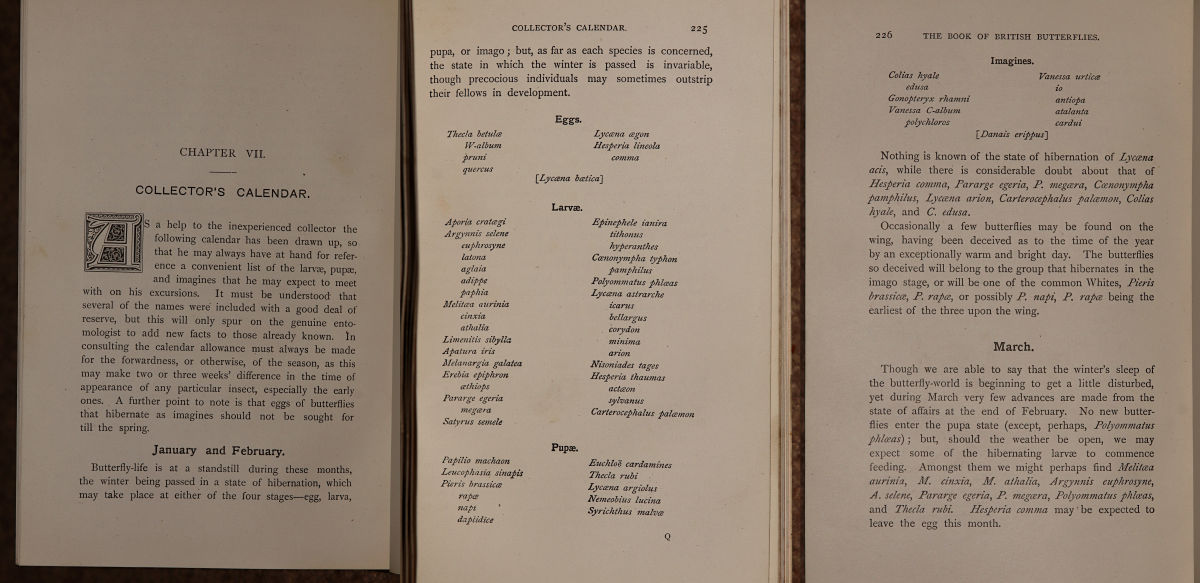 CHAPTER VII.
COLLECTOR'S CALENDAR.
AS a help to the inexperienced collector the
following calendar has been drawn up, so
that he may always have at hand for refer-
ence a convenient list of the larvæ, pupæ,
and imagines that he may expect to meet
with on his excursions. It must be understood that
several of the names were included with a good deal of
reserve, but this will only spur on the genuine ento-
mologist to add new facts to those already known. In
consulting the calendar allowance must always be made
for the forwardness, or otherwise, of the season, as this
may make two or three weeks' difference in the time of
appearance of any particular insect, especially the early
ones. A further point to note is that eggs of butterflies
that hibernate as imagines should not be sought for
till the spring.
January and February.
Butterfly-life is at a standstill during these months,
the winter being passed in a state of hibernation, which
may take place at either of the four stages—egg, larva,
COLLECTOR'S CALENDAR. 225
pupa, or imago; but, as far as each species is concerned,
the state in which the winter is passed is invariable,
though precocious individuals may sometimes outstrip
their fellows in development.
Eggs.
Thecla betulæ
W-album
pruni
quercus
Lycæna ægon
Hesperia lineola
comma
[Lycæna bœtica]
Larvæ.
Aporia cratægi
Argynnis selene
euphrosyne
latona
aglaia
adippe
paphia
Melitæa aurinia
cinxia
athalia
Limenitis sibylla
Apatura iris
Melanargia galatea
Erebia epiphron
æthiops
Pararge egeria
megæra
Satyrus semele
Epinephele ianira
tithonus
hyperanthes
Cœnonympha typhon
pamphilus
Polyommatus phlœas
Lycæna astrarche
icarus
bellargus
corydon
minima
arion
Nisoniades tages
Hesperia thaumas
actæon
sylvanus
Carterocephalus palæmon
Pupæ.
Papilio machaon
Leucophasia sinapis
Pieris brassicæ
rapæ
napi
daplidice
Euchloë cardamines
Thecla rubi
Lycæna argiolus
Nemeobius lucina
Syrichthus malvæ
Q
226 THE BOOK OF BRITISH BUTTERFLIES.
Imagines.
Colias hyale
edusa
Gonopteryx rhamni
Vanessa C-album
polychloros
Vanessa urticæ
io
antiopa
atalanta
cardui
[Danais erippus]
Nothing is known of the state of hibernation of Lycæna
acis, while there is considerable doubt about that of
Hesperia comma, Pararge egeria, P. megæra, Cœnonympha
pamphilus, Lycæna arion, Carterocephalus palæmon, Colias
hyale, and C. edusa.
Occasionally a few butterflies may be found on the
wing, having been deceived as to the time of the year
by an exceptionally warm and bright day. The butterflies
so deceived will belong to the group that hibernates in the
imago stage, or will be one of the common Whites, Pieris
brassicæ, P. rapæ, or possibly P. napi, P. rapæ being the
earliest of the three upon the wing.
March.
Though we are able to say that the winter's sleep of
the butterfly-world is beginning to get a little disturbed,
yet during March very few advances are made from the
state of affairs at the end of February. No new butter-
flies enter the pupa state (except, perhaps, Polyommatus
phlœas); but, should the weather be open, we may
expect some of the hibernating larvæ to commence
feeding. Amongst them we might perhaps find Melitæa
aurinia, M. cinxia, M. athalia, Argynnis euphrosyne,
A. selene, Pararge egeria, P. megæra, Polyommatus phlœas,
and Thecla rubi. Hesperia comma may be expected to
leave the egg this month.